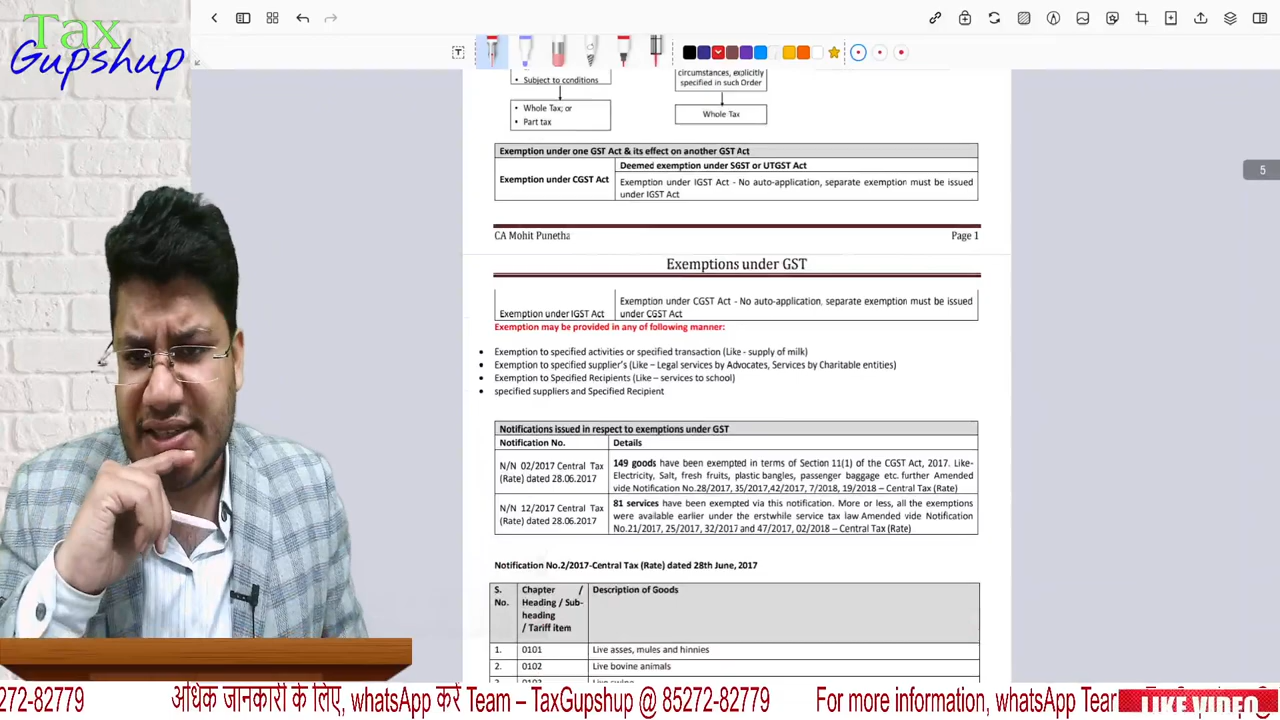 Tax
Gupshup
• Subject to conditions
circumstances, explicitly
specified in such Order
• Whole Tax; or
• Part tax
Whole Tax
Exemption under one GST Act & its effect on another GST Act
Exemption under CGST Act
Deemed exemption under SGST or UTGST Act
Exemption under IGST Act - No auto-application, separate exemption must be issued
under IGST Act
5
CA Mohit Punetha
Page 1
Exemptions under GST
Exemption under IGST Act
Exemption under CGST Act - No auto-application, separate exemption must be issued
under CGST Act
Exemption may be provided in any of following manner:
• Exemption to specified activities or specified transaction (Like - supply of milk)
• Exemption to specified supplier's (Like – Legal services by Advocates, Services by Charitable entities)
• Exemption to Specified Recipients (Like – services to school)
• specified suppliers and Specified Recipient
Notifications issued in respect to exemptions under GST
Notification No.
Details
N/N 02/2017 Central Tax
(Rate) dated 28.06.2017
149 goods have been exempted in terms of Section 11(1) of the CGST Act, 2017. Like-
Electricity, Salt, fresh fruits, plastic bangles, passenger baggage etc. further Amended
vide Notification No.28/2017, 35/2017,42/2017, 7/2018, 19/2018 – Central Tax (Rate)
N/N 12/2017 Central Tax
(Rate) dated 28.06.2017
81 services have been exempted via this notification. More or less, all the exemptions
were available earlier under the erstwhile service tax law Amended vide Notification
No.21/2017, 25/2017, 32/2017 and 47/2017, 02/2018 – Central Tax (Rate)
Notification No.2/2017-Central Tax (Rate) dated 28th June, 2017
S.
No.
Chapter /
Heading / Sub-
heading
/ Tariff item
Description of Goods
1. 0101 Live asses, mules and hinnies
2. 0102 Live bovine animals
272-82779
अधिक जानकारी के लिए, whatsApp करें Team – TaxGupshup @ 85272-82779
For more information, whatsApp Tear
LIKE VIDEO